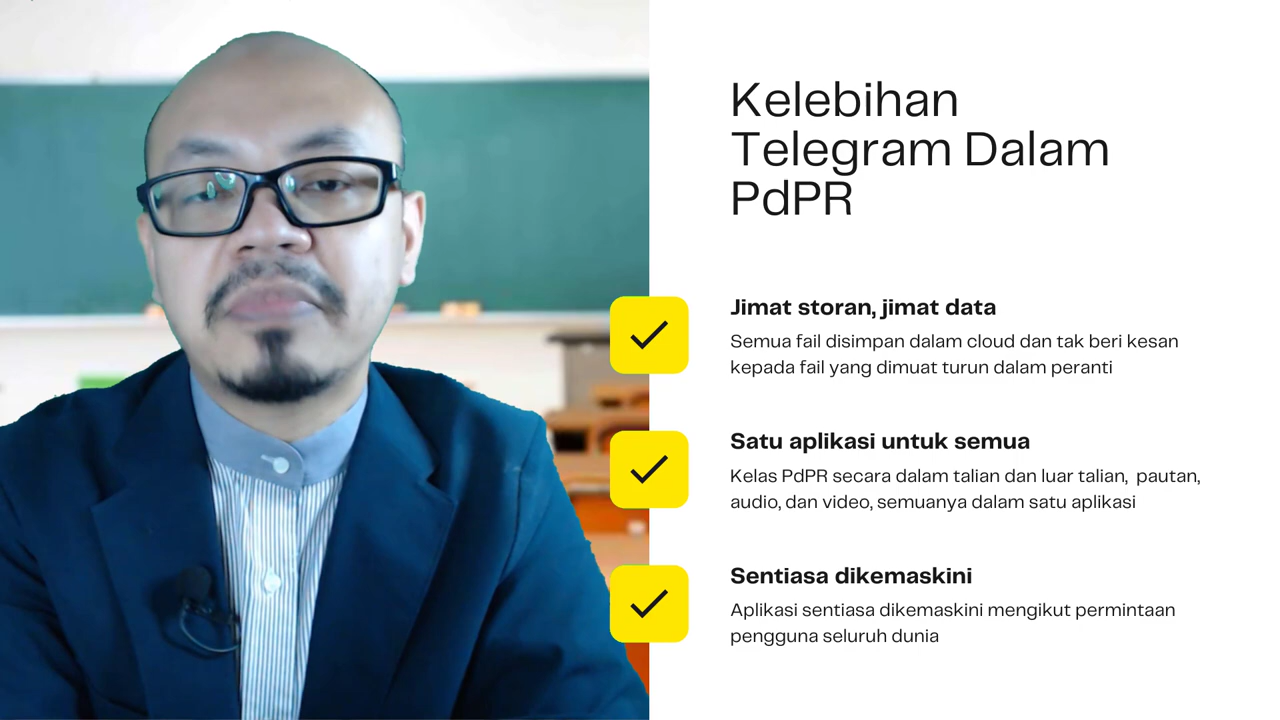 Kelebihan
Telegram Dalam
PdPR
Jimat storan, jimat data
Semua fail disimpan dalam cloud dan tak beri kesan
kepada fail yang dimuat turun dalam peranti
Satu aplikasi untuk semua
Kelas PdPR secara dalam talian dan luar talian,  pautan,
audio, dan video, semuanya dalam satu aplikasi
Sentiasa dikemaskini
Aplikasi sentiasa dikemaskini mengikut permintaan
pengguna seluruh dunia